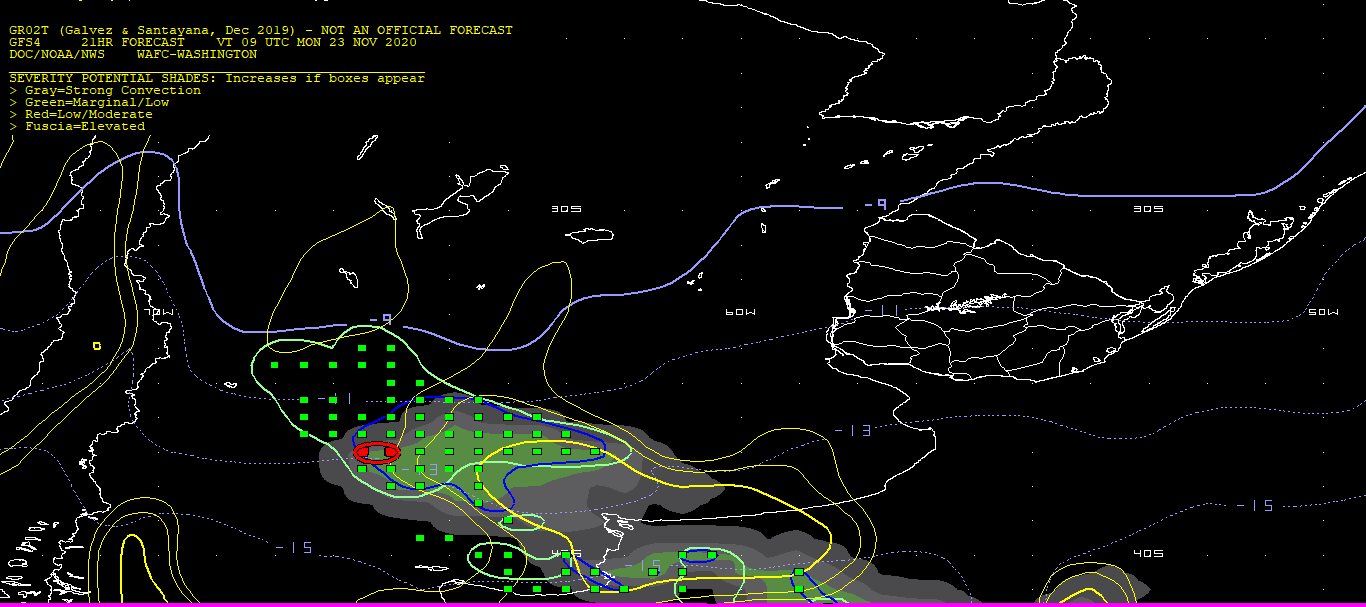 GR02T (Galvez & Santayana, Dec 2019) - NOT AN OFFICIAL FORECAST
GFS4 21HR FORECAST VT 09 UTC MON 23 NOV 2020
DOC/NOAA/NWS WAFC-WASHINGTON
SEVERITY POTENTIAL SHADES: Increases if boxes appear
> Gray=Strong Convection
> Green=Marginal/Low
> Red=Low/Moderate
> Fuscia=Elevated
-9
30S
30S
70W
-9
60W
-11
50W
-13
-15
-15
40S